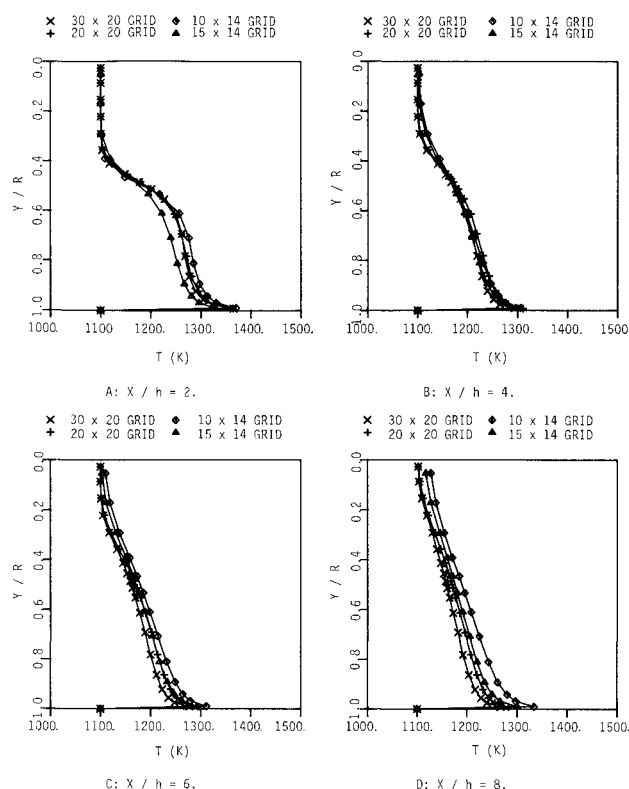 × 30 x 20 GRID ◇ 10 x 14 GRID
+ 20 x 20 GRID ▲ 15 x 14 GRID
× 30 x 20 GRID ◇ 10 x 14 GRID
+ 20 x 20 GRID ▲ 15 x 14 GRID
0.0
0.2
0.4
0.6
0.8
1.0
Y / R
1000. 1100. 1200. 1300. 1400. 1500.
T (K)
A: X / h = 2.
0.0
0.2
0.4
0.6
0.8
1.0
Y / R
1000. 1100. 1200. 1300. 1400. 1500.
T (K)
B: X / h = 4.
× 30 x 20 GRID ◇ 10 x 14 GRID
+ 20 x 20 GRID ▲ 15 x 14 GRID
× 30 x 20 GRID ◇ 10 x 14 GRID
+ 20 x 20 GRID ▲ 15 x 14 GRID
0.0
0.2
0.4
0.6
0.8
1.0
Y / R
1000. 1100. 1200. 1300. 1400. 1500.
T (K)
C: X / h = 6.
0.0
0.2
0.4
0.6
0.8
1.0
Y / R
1000. 1100. 1200. 1300. 1400. 1500.
T (K)
D: X / h = 8.